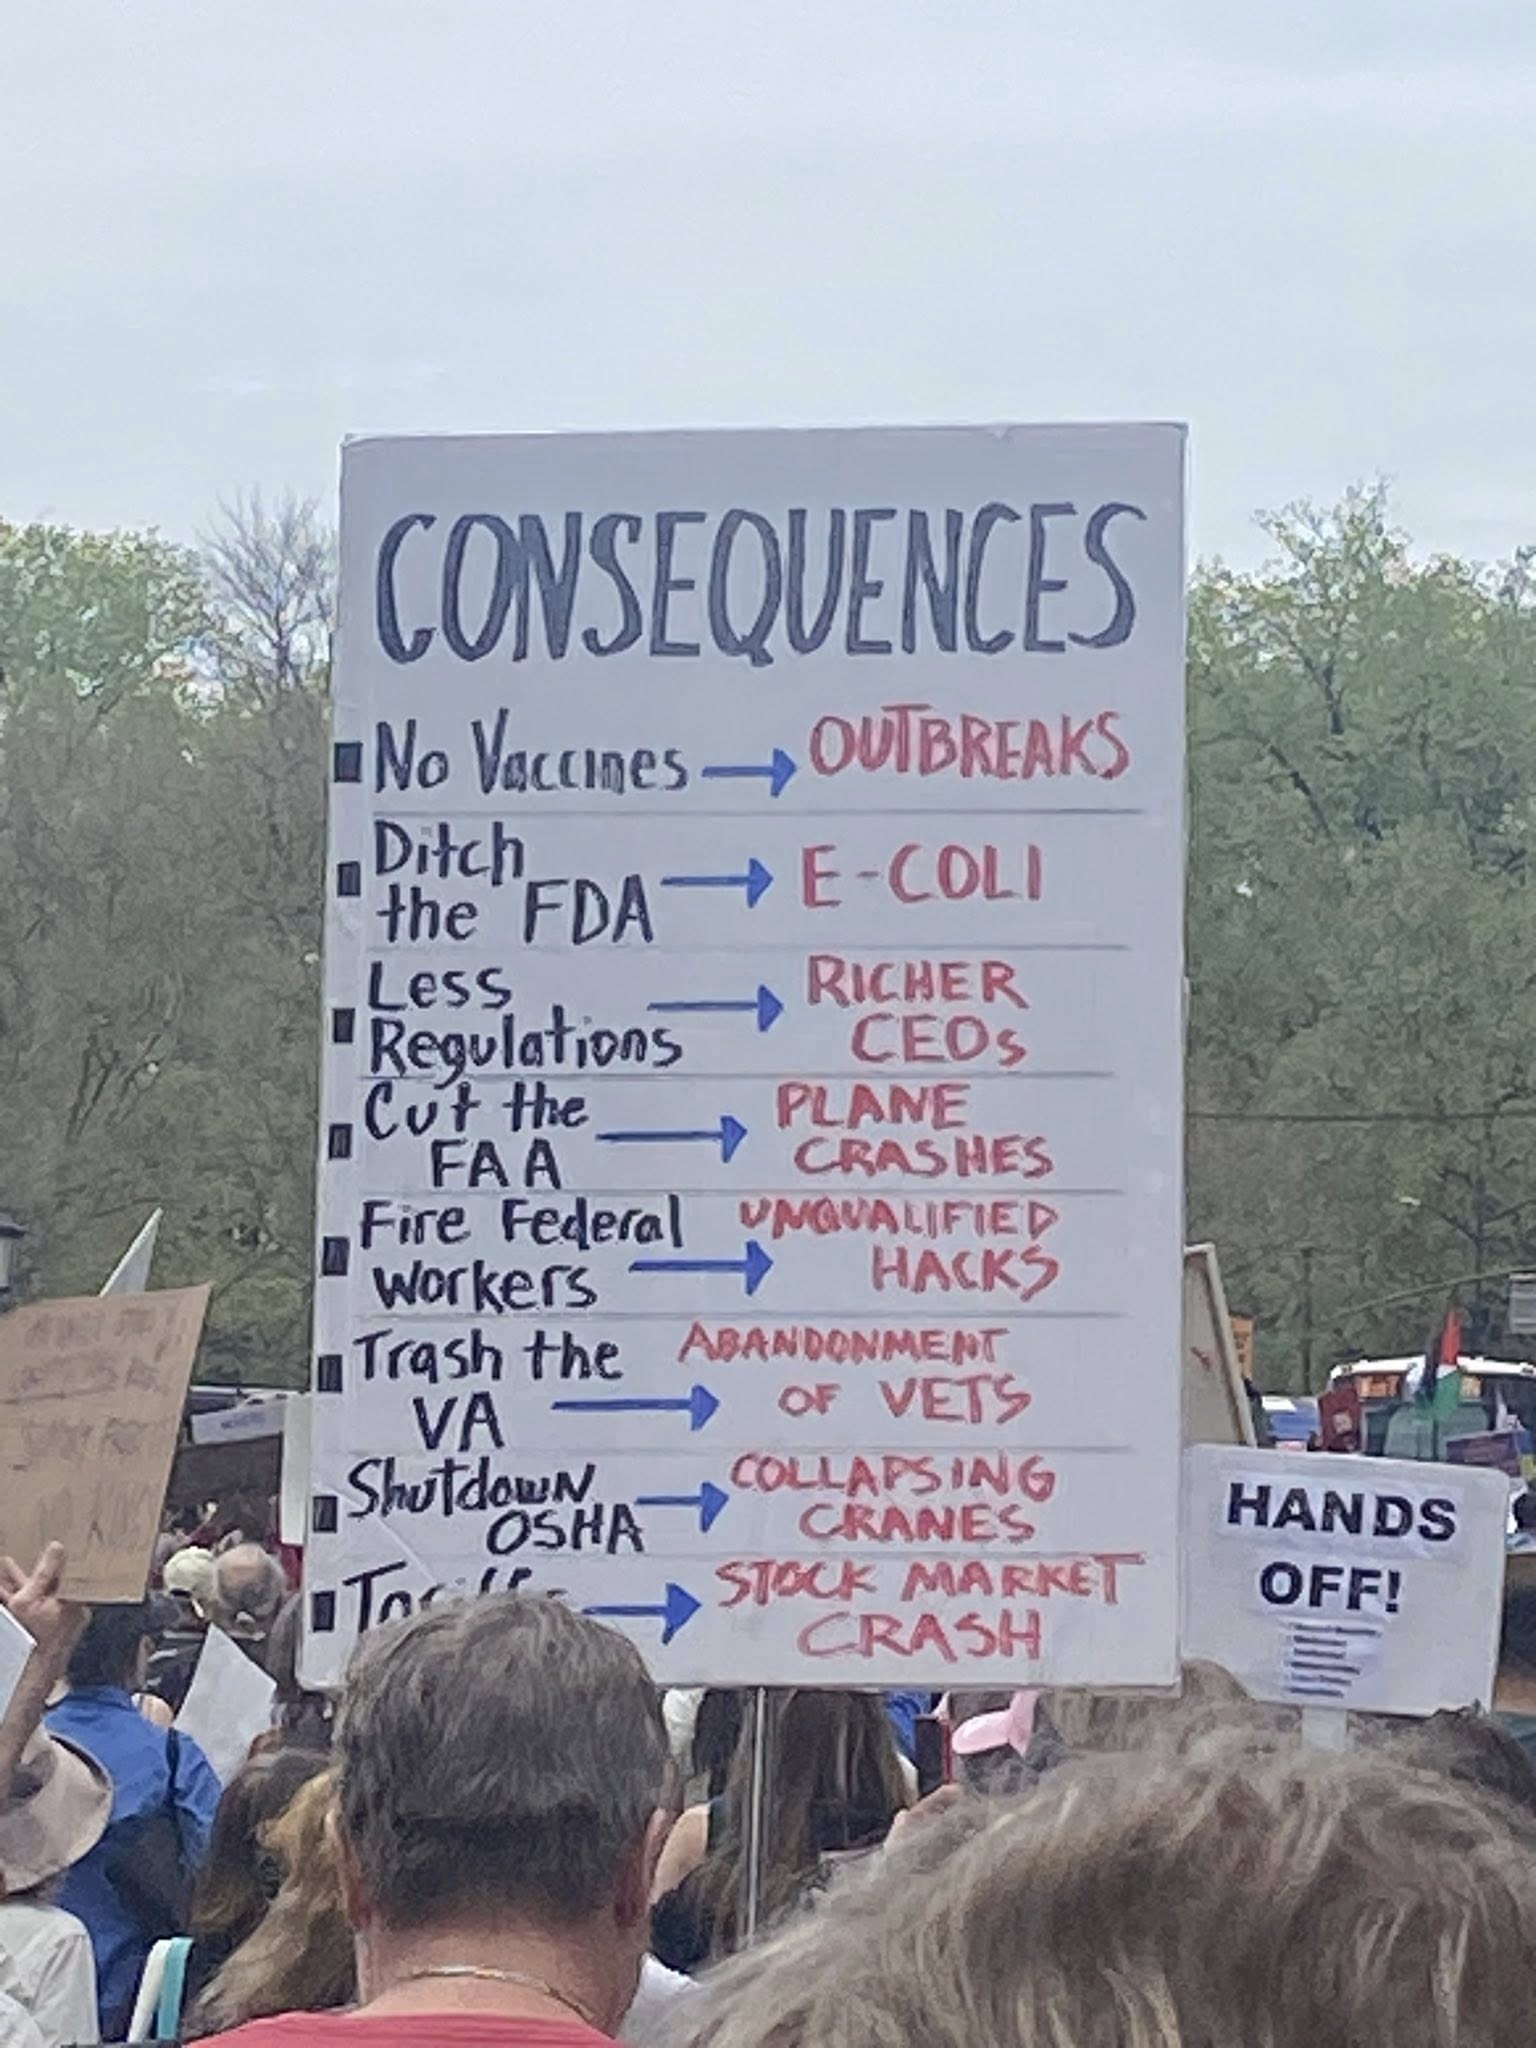 CONSEQUENCES
No Vaccines → OUTBREAKS
Ditch
the FDA → E-COLI
Less
Regulations → RICHER
CEOs
Cut the
FAA → PLANE
CRASHES
Fire Federal
Workers → UNQUALIFIED
HACKS
Trash the
VA → ABANDONMENT
OF VETS
Shutdown
OSHA → COLLAPSING
CRANES
Tariffs → STOCK MARKET
CRASH
HANDS
OFF!